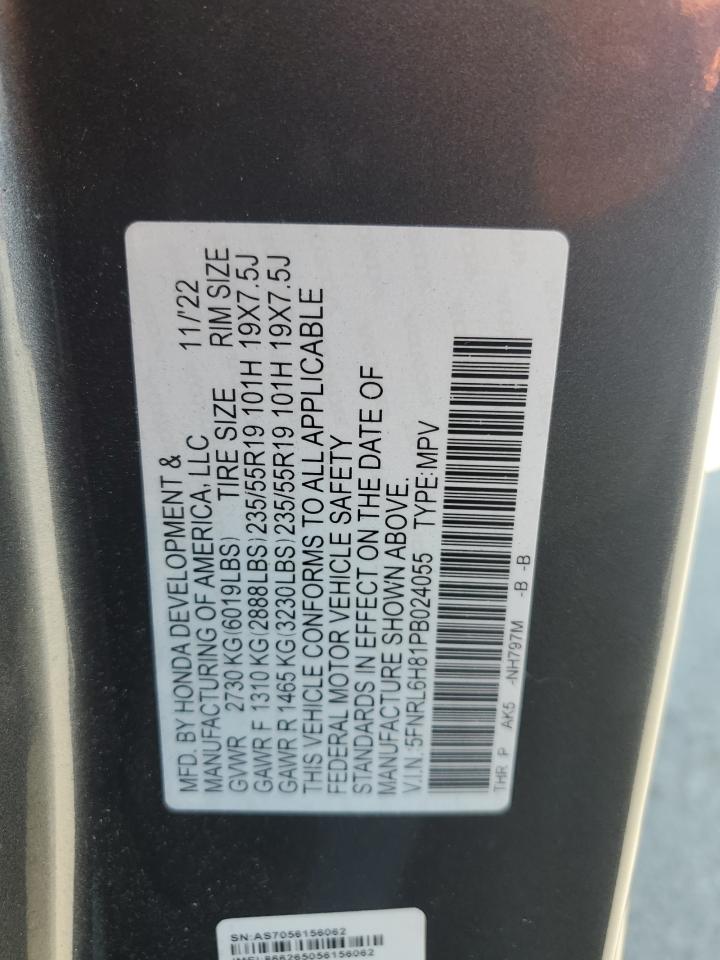 MFD. BY HONDA DEVELOPMENT &
MANUFACTURING OF AMERICA, LLC 11/'22
GVWR 2730 KG(6019LBS) TIRE SIZE RIM SIZE
GAWR F 1310 KG(2888LBS)235/55R19 101H 19X7.5J
GAWR R 1465 KG(3230LBS)235/55R19 101H 19X7.5J
THIS VEHICLE CONFORMS TO ALL APPLICABLE
FEDERAL MOTOR VEHICLE SAFETY
STANDARDS IN EFFECT ON THE DATE OF
MANUFACTURE SHOWN ABOVE.
V.I.N.:5FNRL6H81PB024055 TYPE:MPV
THR P AK5 -NH797M -B -B
SN:AS7056156062
IMEI:866265056156062